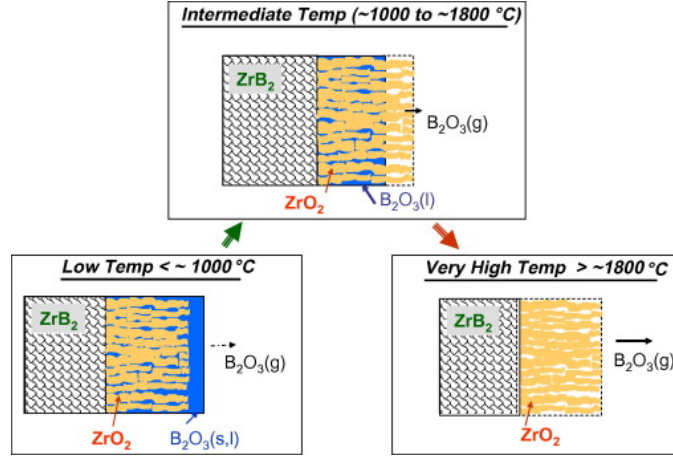 Intermediate Temp (~1000 to ~1800 °C)
ZrB₂
B₂O₃(g)
ZrO₂
B₂O₃(l)
Low Temp < ~ 1000 °C
ZrB₂
B₂O₃(g)
ZrO₂
B₂O₃(s,l)
Very High Temp > ~1800 °C
ZrB₂
B₂O₃(g)
ZrO₂